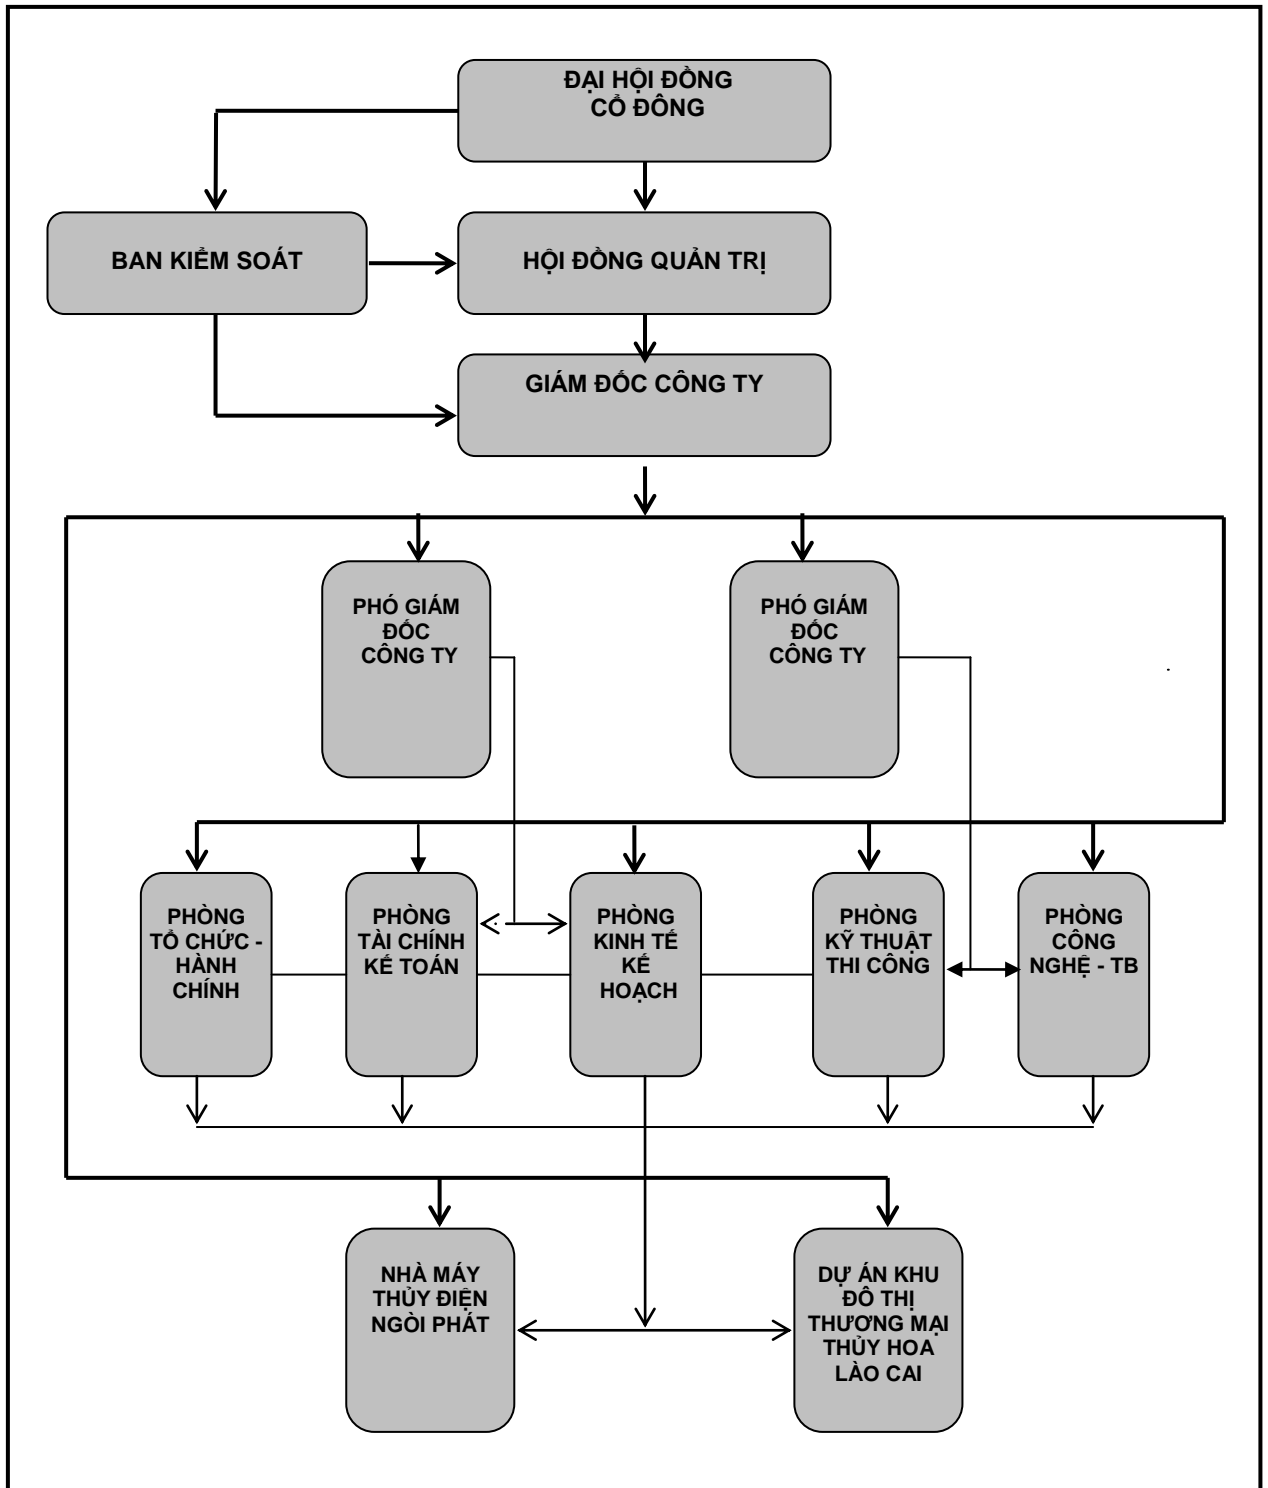 ĐẠI HỘI ĐỒNG
CỔ ĐÔNG
BAN KIỂM SOÁT
HỘI ĐỒNG QUẢN TRỊ
GIÁM ĐỐC CÔNG TY
PHÓ GIÁM
ĐỐC
CÔNG TY
PHÓ GIÁM
ĐỐC
CÔNG TY
PHÒNG
TỔ CHỨC -
HÀNH
CHÍNH
PHÒNG
TÀI CHÍNH
KẾ TOÁN
PHÒNG
KINH TẾ
KẾ
HOẠCH
PHÒNG
KỸ THUẬT
THI CÔNG
PHÒNG
CÔNG
NGHỆ - TB
NHÀ MÁY
THỦY ĐIỆN
NGÒI PHÁT
DỰ ÁN KHU
ĐÔ THỊ
THƯƠNG MẠI
THỦY HOA
LÀO CAI